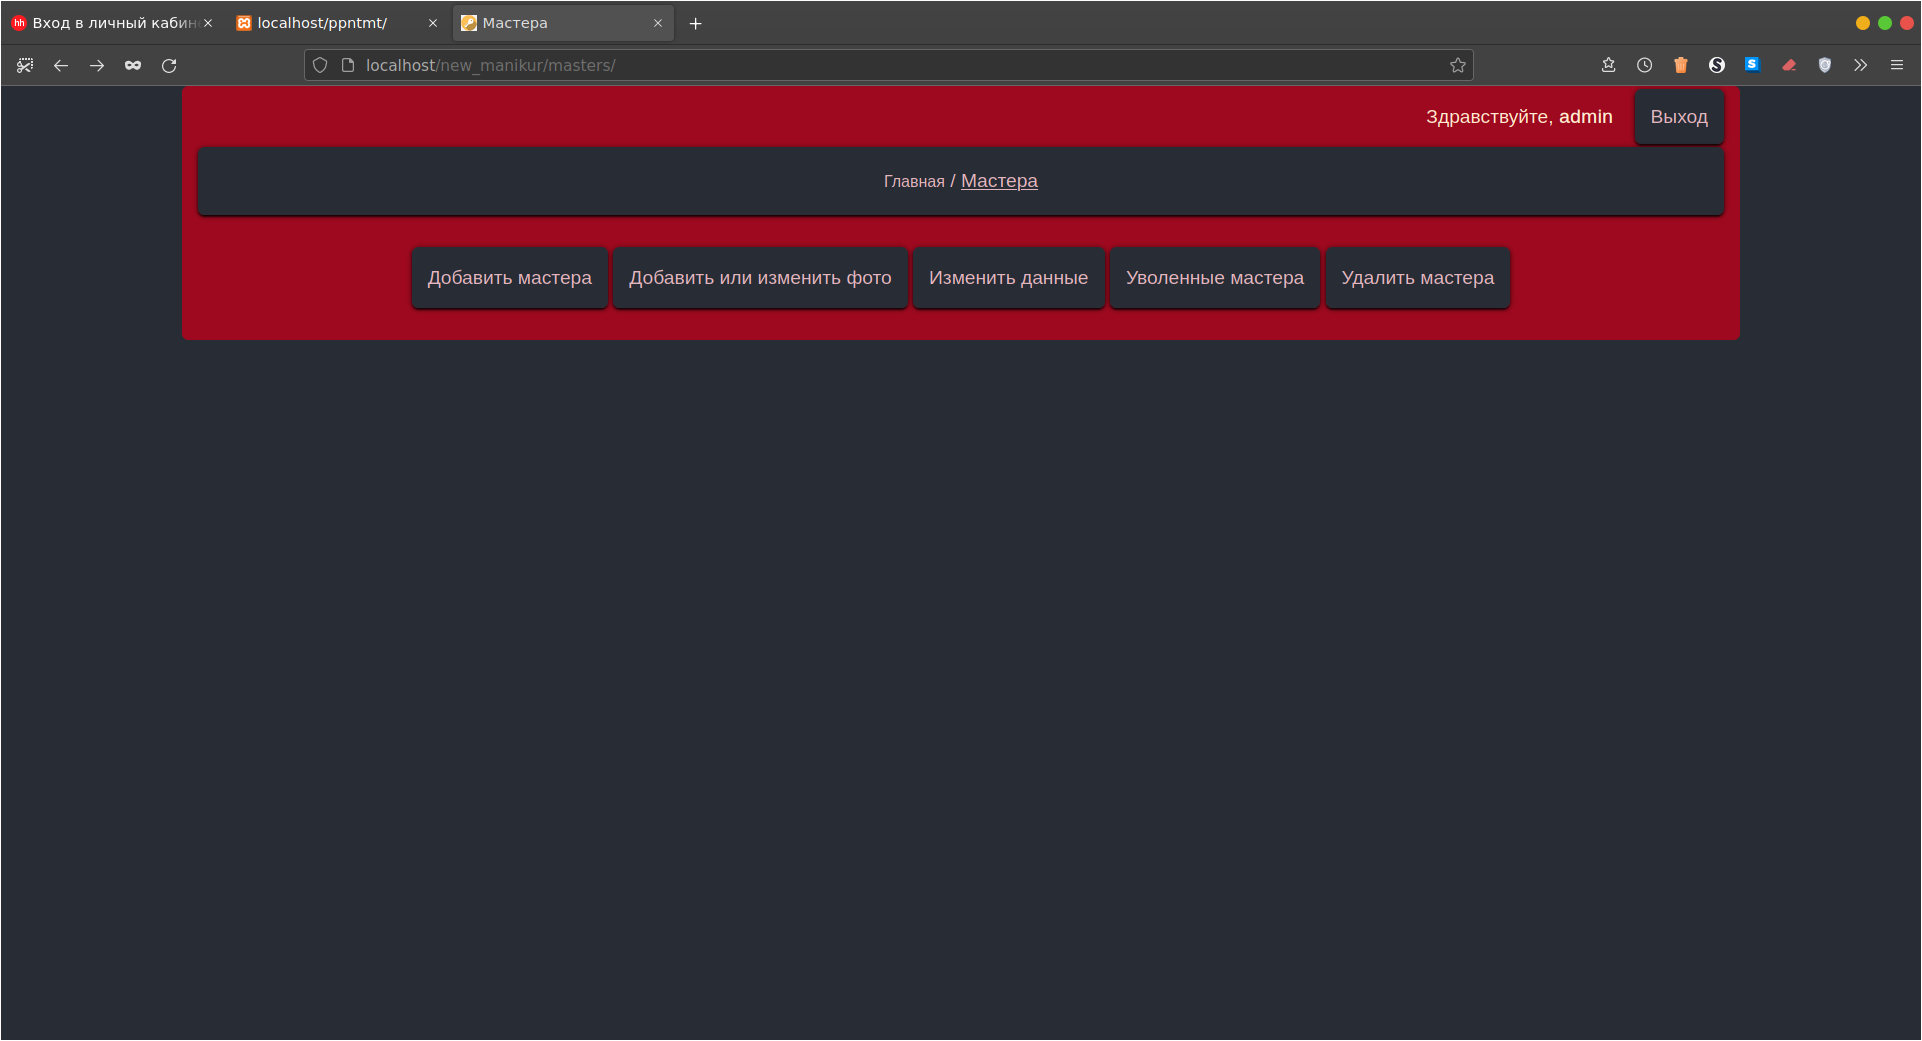 Вход в личный кабин
localhost/ppntmt/
Мастера
localhost/new_manikur/masters/
Здравствуйте, admin
Выход
Главная / Мастера
Добавить мастера
Добавить или изменить фото
Изменить данные
Уволенные мастера
Удалить мастера